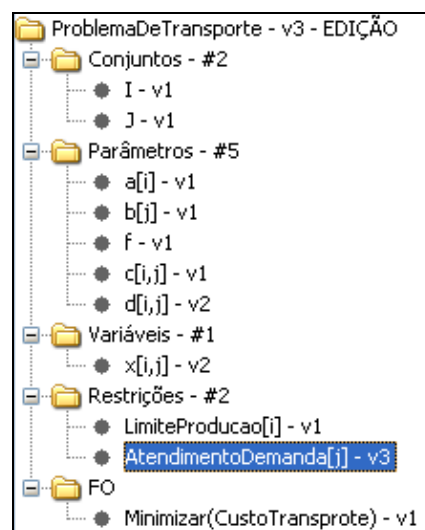 ProblemaDeTransporte - v3 - EDIÇÃO
Conjuntos - #2
I - v1
J - v1
Parâmetros - #5
a[i] - v1
b[j] - v1
f - v1
c[i,j] - v1
d[i,j] - v2
Variáveis - #1
x[i,j] - v2
Restrições - #2
LimiteProducao[i] - v1
AtendimentoDemanda[j] - v3
FO
Minimizar(CustoTransprote) - v1